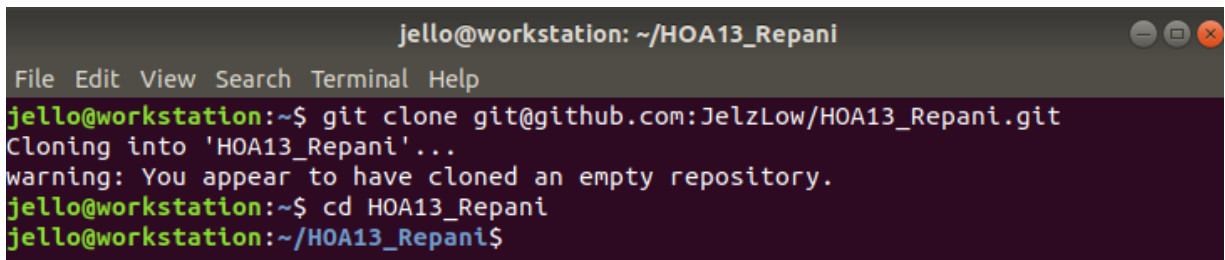 jello@workstation: ~/HOA13_Repani
File Edit View Search Terminal Help
jello@workstation:~$ git clone git@github.com:JelzLow/HOA13_Repani.git
Cloning into 'HOA13_Repani'...
warning: You appear to have cloned an empty repository.
jello@workstation:~$ cd HOA13_Repani
jello@workstation:~/HOA13_Repani$